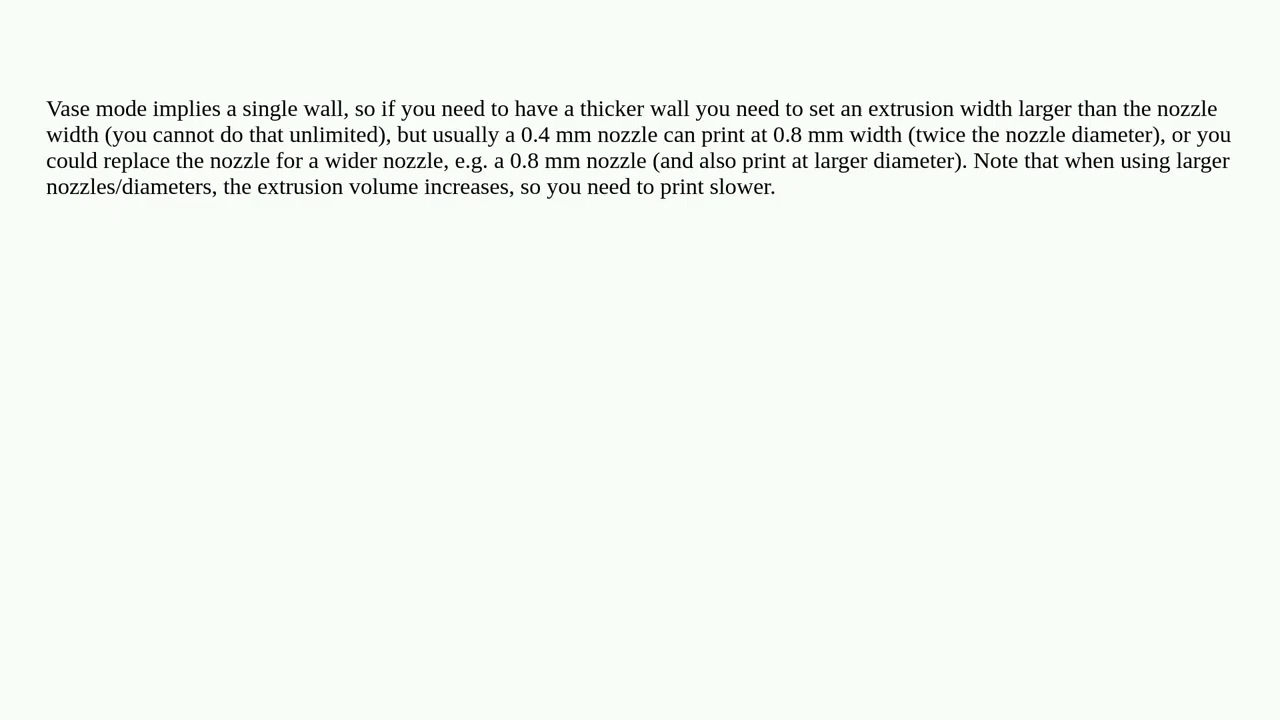 Vase mode implies a single wall, so if you need to have a thicker wall you need to set an extrusion width larger than the nozzle
width (you cannot do that unlimited), but usually a 0.4 mm nozzle can print at 0.8 mm width (twice the nozzle diameter), or you
could replace the nozzle for a wider nozzle, e.g. a 0.8 mm nozzle (and also print at larger diameter). Note that when using larger
nozzles/diameters, the extrusion volume increases, so you need to print slower.